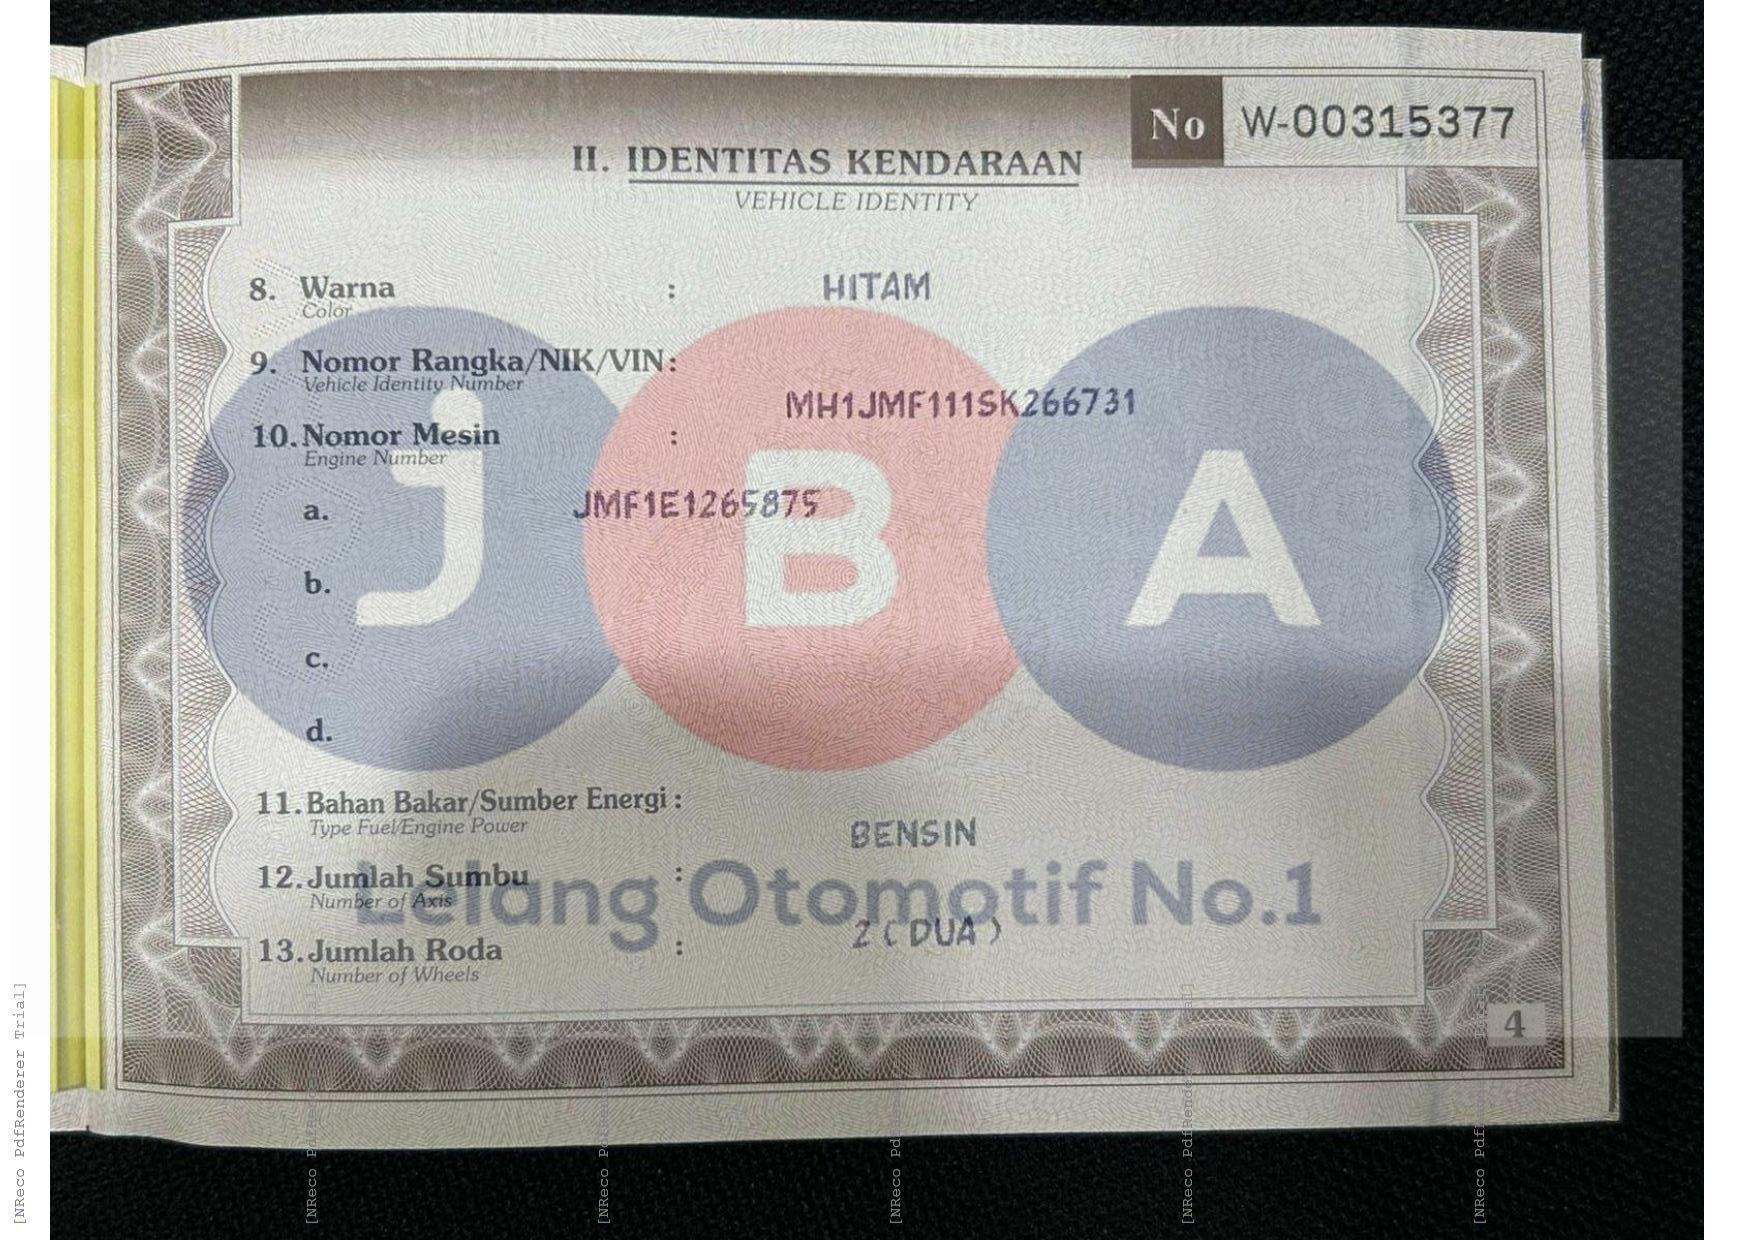 No W-00315377
II. IDENTITAS KENDARAAN
VEHICLE IDENTITY
8. Warna : HITAM
Color
9. Nomor Rangka/NIK/VIN:
Vehicle Identity Number
MH1JMF111SK266731
10. Nomor Mesin :
Engine Number
a. JMF1E1265875
b.
c.
d.
j B A
11. Bahan Bakar/Sumber Energi :
Type Fuel/Engine Power
BENSIN
12. Jumlah Sumbu :
Number of Axis
Lelang Otomotif No.1
2 ( DUA )
13. Jumlah Roda :
Number of Wheels
4
[NReco PdfRenderer Trial]